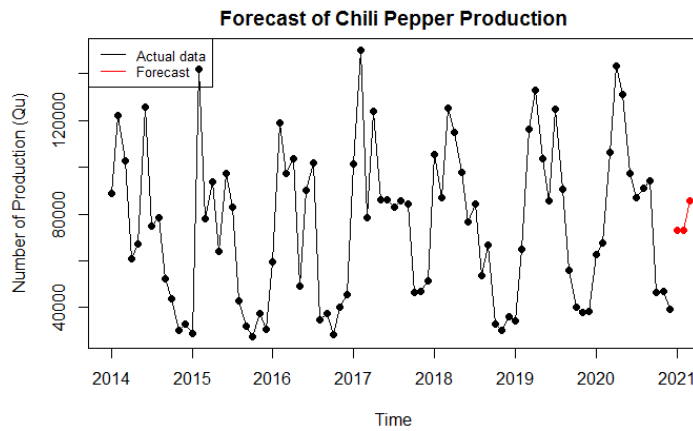 Forecast of Chili Pepper Production
Actual data
Forecast
Number of Production (Qu)
120000
80000
40000
2014 2015 2016 2017 2018 2019 2020 2021
Time